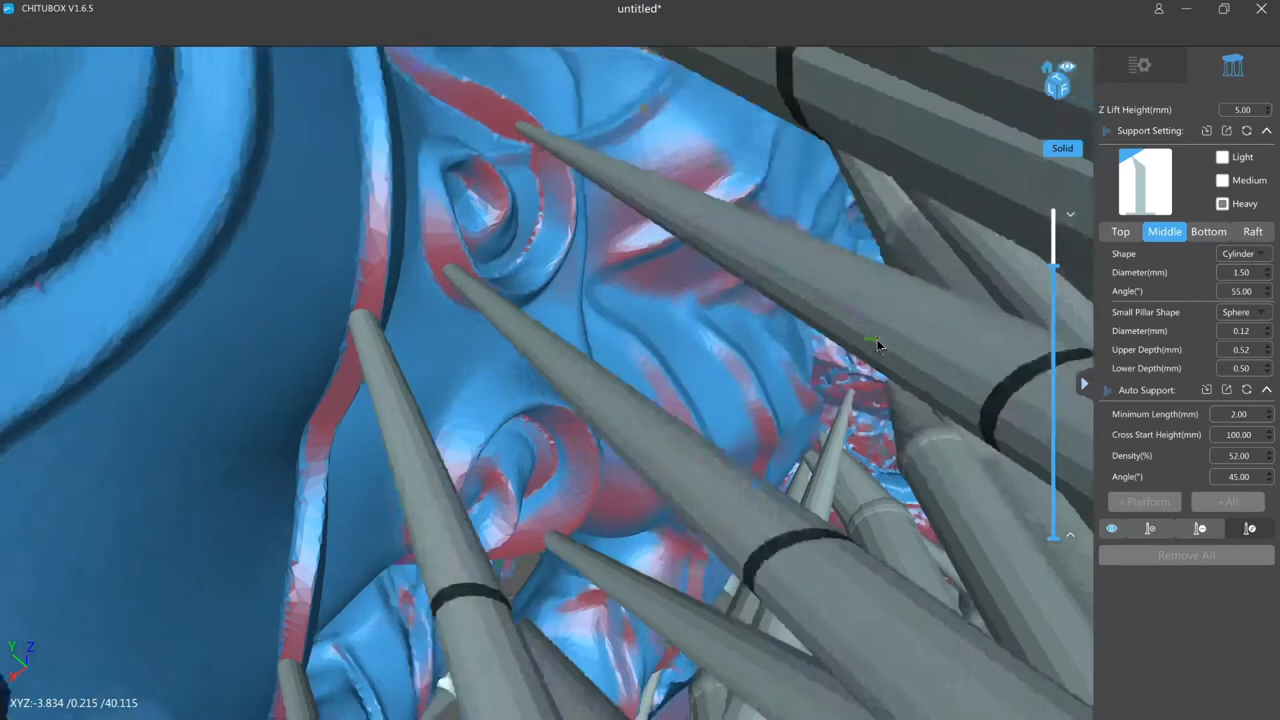 CHITUBOX V1.6.5
untitled*
Z Lift Height(mm) 5.00
Support Setting:
Light
Medium
Heavy
Top Middle Bottom Raft
Shape Cylinder
Diameter(mm) 1.50
Angle(°) 55.00
Small Pillar Shape Sphere
Diameter(mm) 0.12
Upper Depth(mm) 0.52
Lower Depth(mm) 0.50
Auto Support:
Minimum Length(mm) 2.00
Cross Start Height(mm) 100.00
Density(%) 52.00
Angle(°) 45.00
+Platform +All
Remove All
Solid
L F
Y Z
X
XYZ:-3.834 /0.215 /40.115